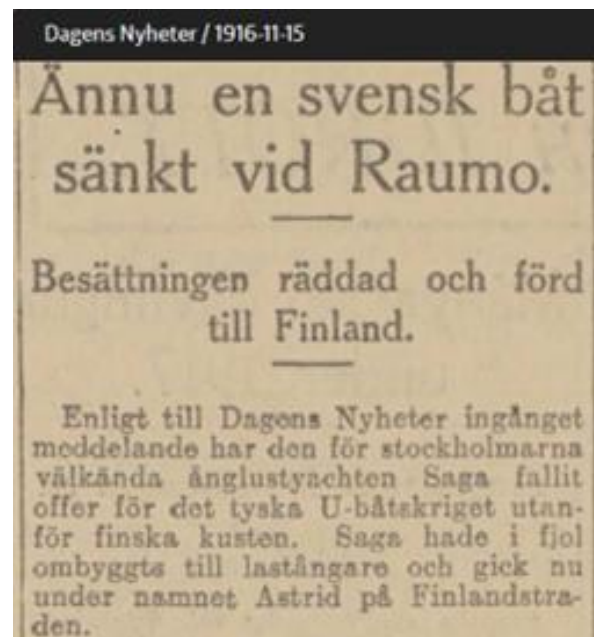 Dagens Nyheter / 1916-11-15
Ännu en svensk båt
sänkt vid Raumo.
Besättningen räddad och förd
till Finland.
Enligt till Dagens Nyheter ingånget
meddelande har den för stockholmarna
välkända ånglustyachten Saga fallit
offer för det tyska U-båtskriget utan-
för finska kusten. Saga hade i fjol
ombyggts till lastångare och gick nu
under namnet Astrid på Finlandstra-
den.